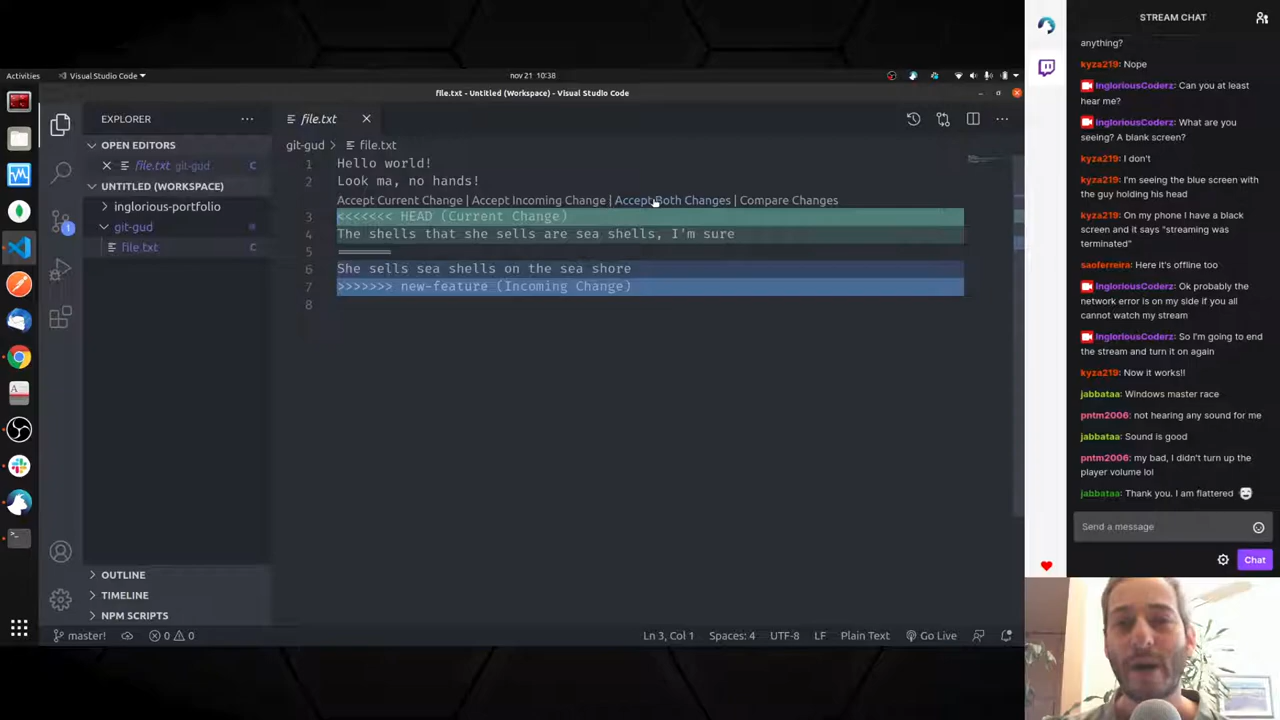 Activities
Visual Studio Code
nov 21 10:38
file.txt - Untitled (Workspace) - Visual Studio Code
EXPLORER
OPEN EDITORS
file.txt git-gud C
UNTITLED (WORKSPACE)
inglorious-portfolio
git-gud
file.txt C
1
OUTLINE
TIMELINE
NPM SCRIPTS
file.txt
git-gud > file.txt
1 Hello world!
2 Look ma, no hands!
Accept Current Change | Accept Incoming Change | Accept Both Changes | Compare Changes
3 <<<<<<< HEAD (Current Change)
4 The shells that she sells are sea shells, I'm sure
5 =======
6 She sells sea shells on the sea shore
7 >>>>>>> new-feature (Incoming Change)
8
master!
0
0
Ln 3, Col 1
Spaces: 4
UTF-8
LF
Plain Text
Go Live
STREAM CHAT
anything?
kyza219: Nope
IngloriousCoderz: Can you at least
hear me?
IngloriousCoderz: What are you
seeing? A blank screen?
kyza219: I don't
kyza219: I'm seeing the blue screen with
the guy holding his head
kyza219: On my phone I have a black
screen and it says "streaming was
terminated"
saoferreira: Here it's offline too
IngloriousCoderz: Ok probably the
network error is on my side if you all
cannot watch my stream
IngloriousCoderz: So I'm going to end
the stream and turn it on again
kyza219: Now it works!!
jabbataa: Windows master race
pntm2006: not hearing any sound for me
jabbataa: Sound is good
pntm2006: my bad, I didn't turn up the
player volume lol
jabbataa: Thank you. I am flattered
Send a message
Chat